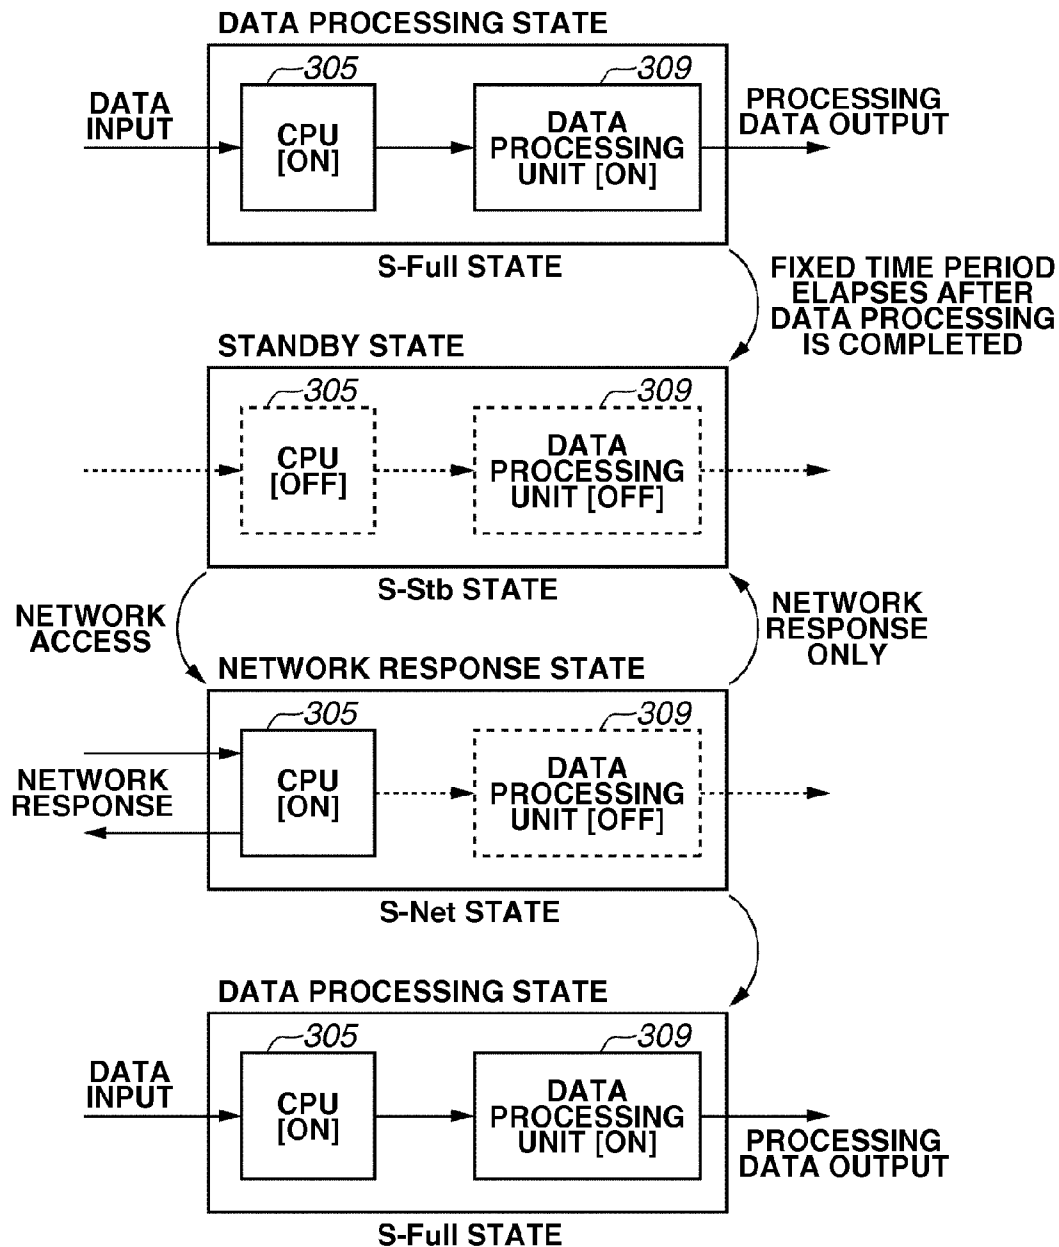 DATA PROCESSING STATE
305
309
DATA
INPUT
CPU
[ON]
DATA
PROCESSING
UNIT [ON]
PROCESSING
DATA OUTPUT
S-Full STATE
FIXED TIME PERIOD
ELAPSES AFTER
DATA PROCESSING
IS COMPLETED
STANDBY STATE
305
309
CPU
[OFF]
DATA
PROCESSING
UNIT [OFF]
S-Stb STATE
NETWORK
ACCESS
NETWORK
RESPONSE
ONLY
NETWORK RESPONSE STATE
305
309
NETWORK
RESPONSE
CPU
[ON]
DATA
PROCESSING
UNIT [OFF]
S-Net STATE
DATA PROCESSING STATE
305
309
DATA
INPUT
CPU
[ON]
DATA
PROCESSING
UNIT [ON]
PROCESSING
DATA OUTPUT
S-Full STATE